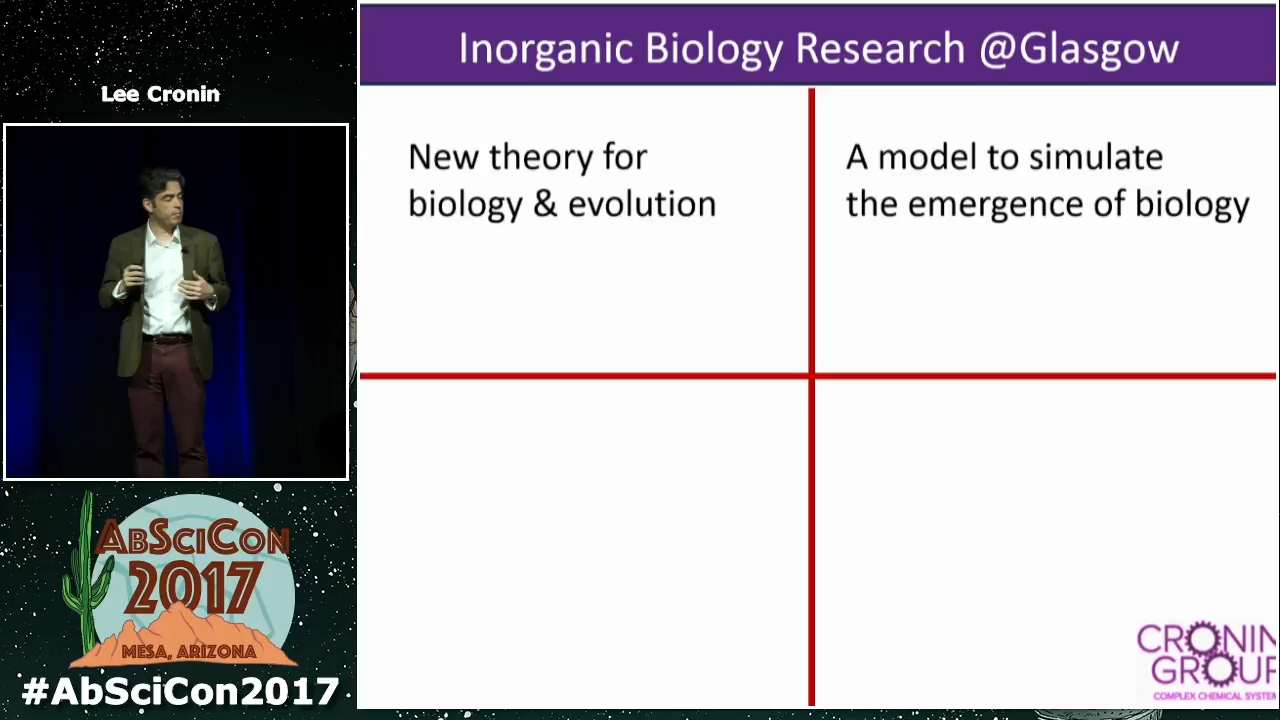 Lee Cronin
ABSCICON
2017
MESA, ARIZONA
#AbSciCon2017
Inorganic Biology Research @Glasgow
New theory for
biology & evolution
A model to simulate
the emergence of biology
CRONIN
GROUP
COMPLEX CHEMICAL SYSTEM